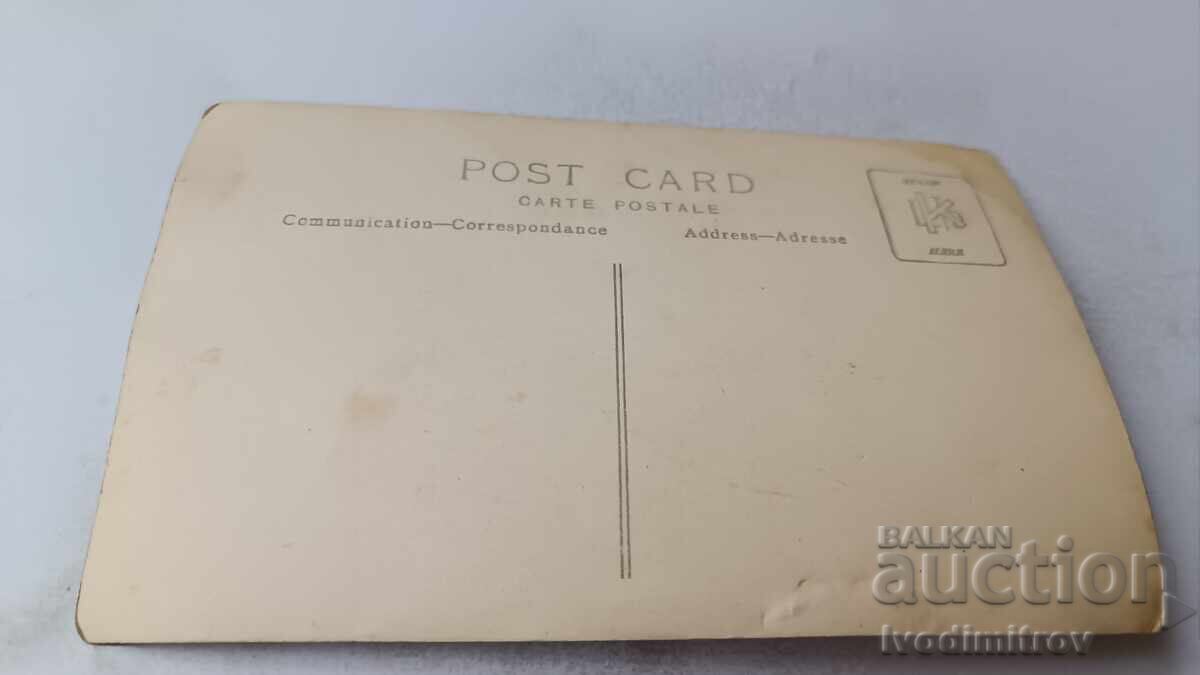 POST CARD
CARTE POSTALE
Communication—Correspondance
Address—Adresse
BALKAN
auction
Ivodimitrov